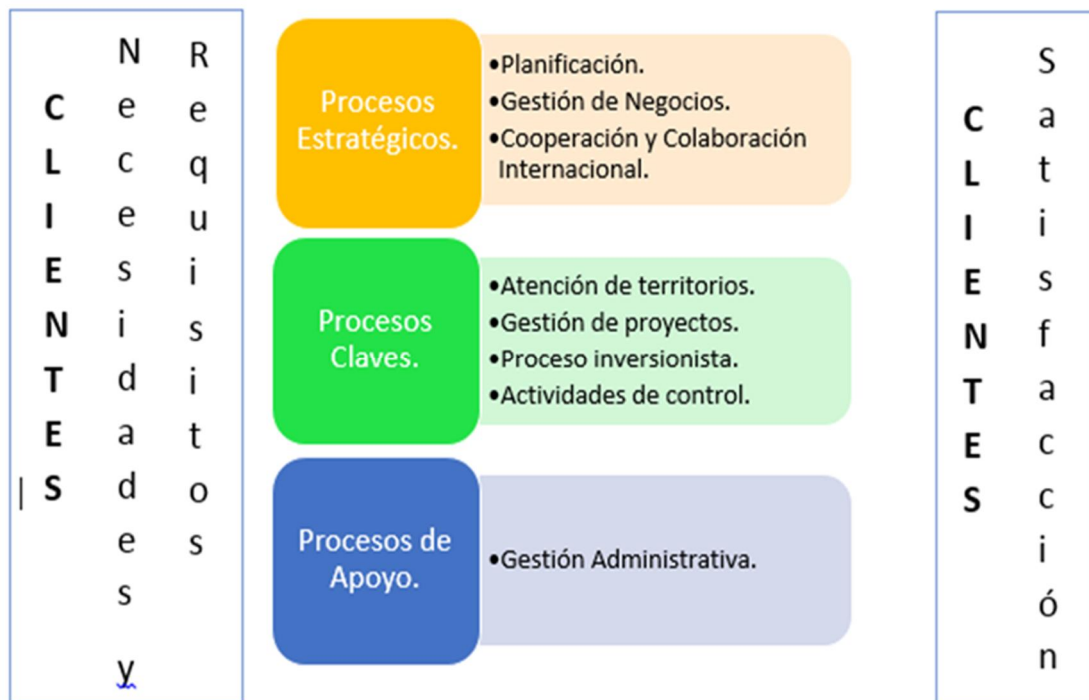 CLIENTES
Necesidades y
Requisitos
Procesos
Estratégicos.
•Planificación.
•Gestión de Negocios.
•Cooperación y Colaboración
Internacional.
Procesos
Claves.
•Atención de territorios.
•Gestión de proyectos.
•Proceso inversionista.
•Actividades de control.
Procesos de
Apoyo.
•Gestión Administrativa.
CLIENTES
Satisfacción